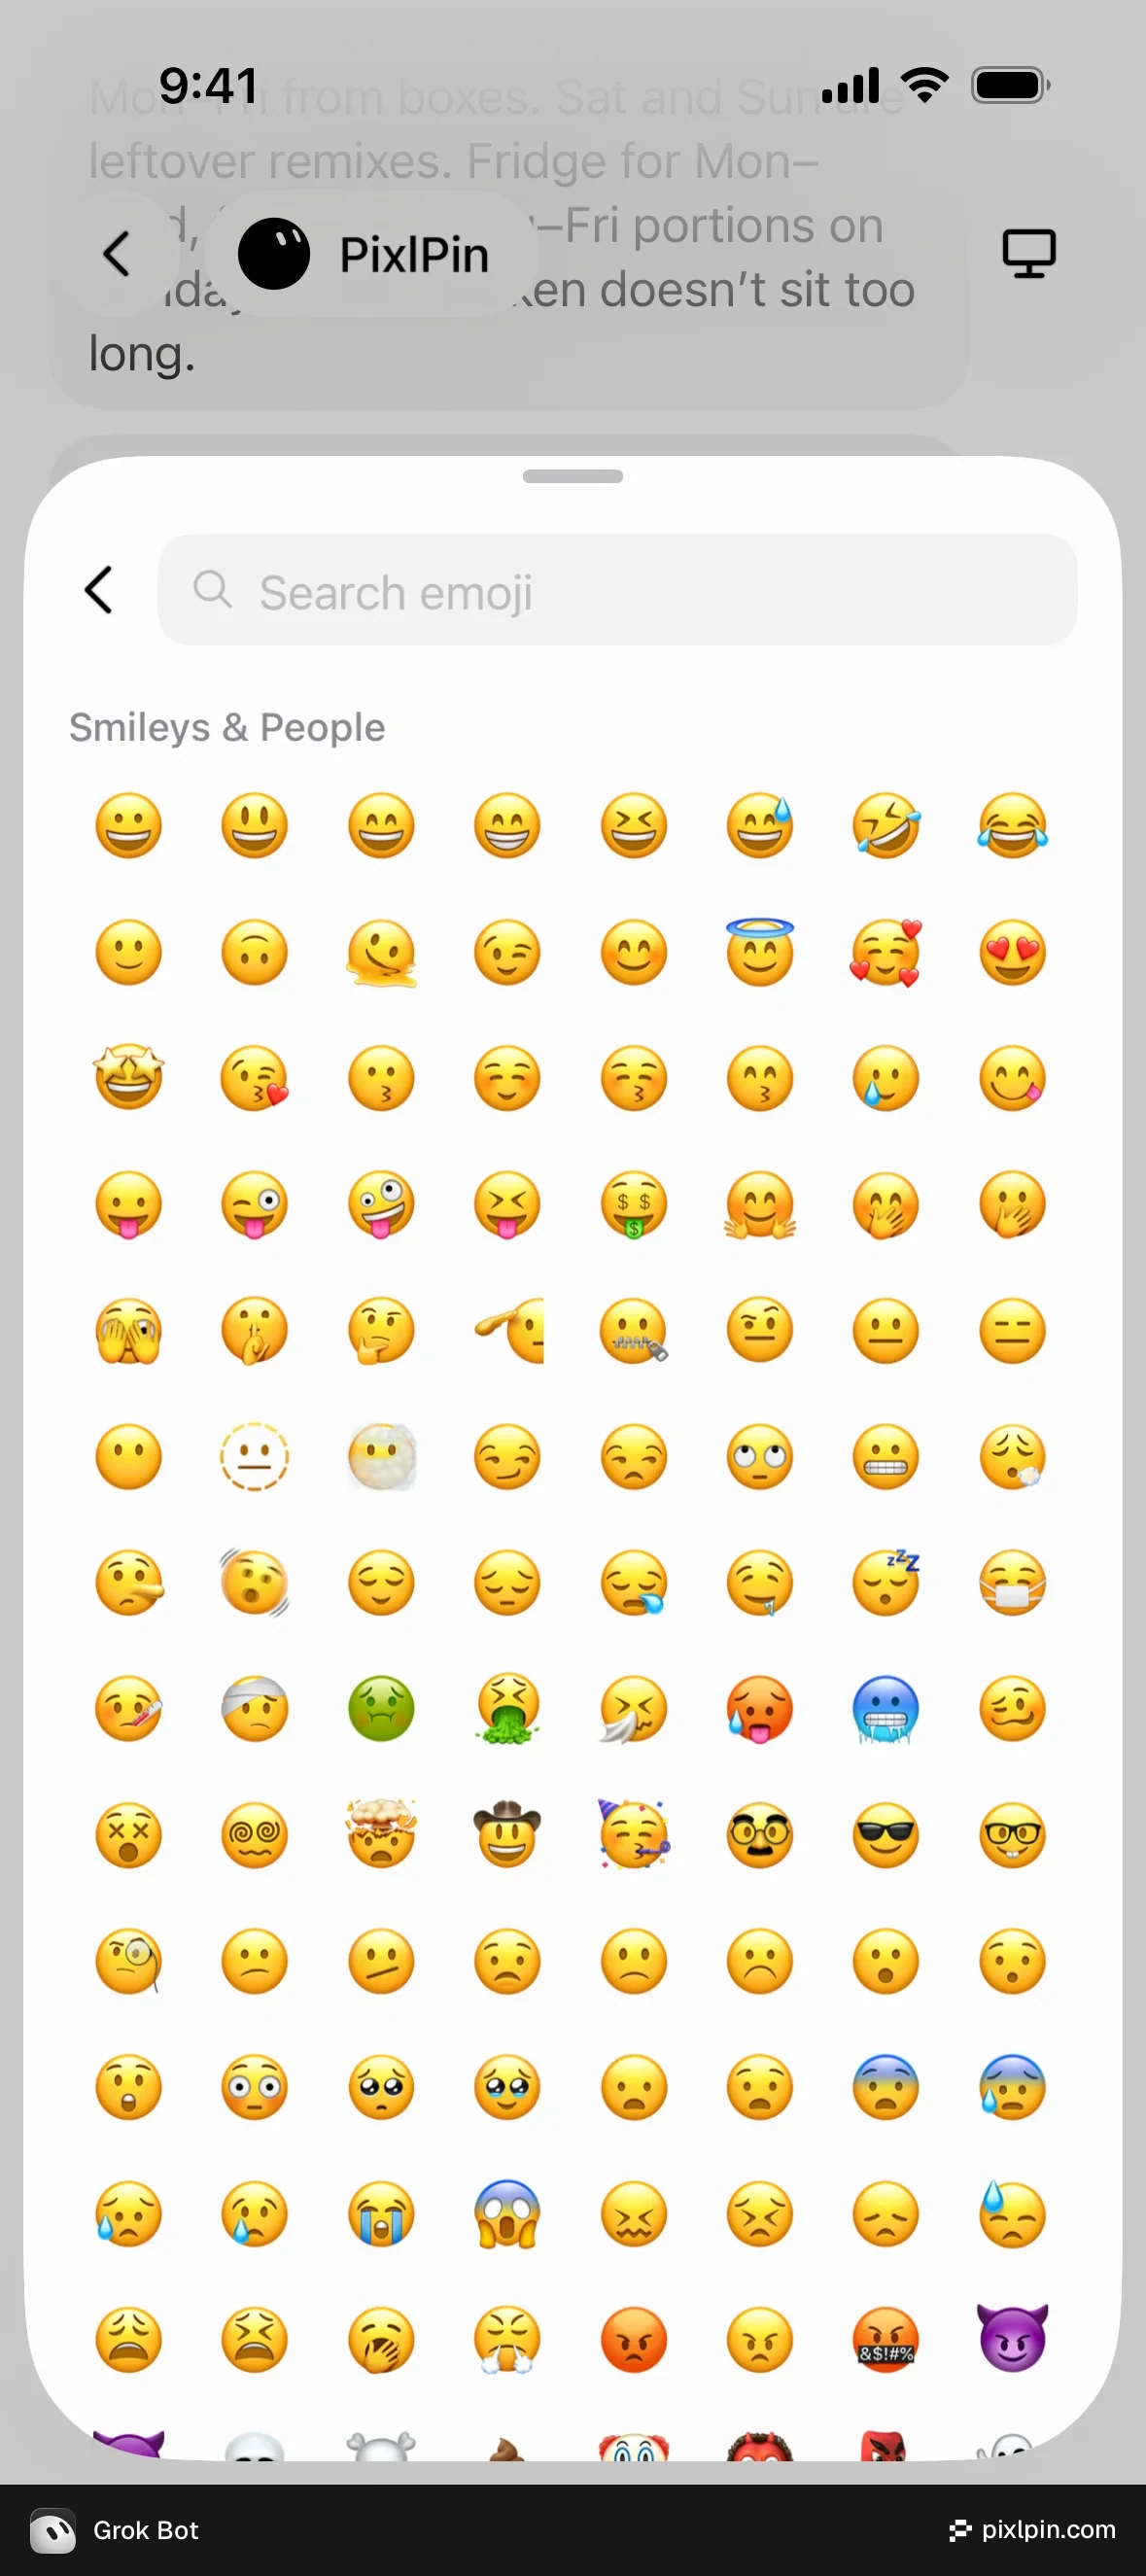 9:41
Mon–Fri from boxes. Sat and Sun are
leftover remixes. Fridge for Mon–
–Fri portions on
PixlPin
doesn’t sit too
long.
Search emoji
Smileys & People
zzZ
$ $
$
&$!#%
Grok Bot
pixlpin.com